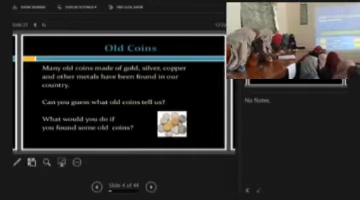 Old Coins
Many old coins made of gold, silver, copper
and other metals have been found in our
country.
Can you guess what old coins tell us?
What would you do if
you found some old coins?
No Notes.
Slide 4 of 44